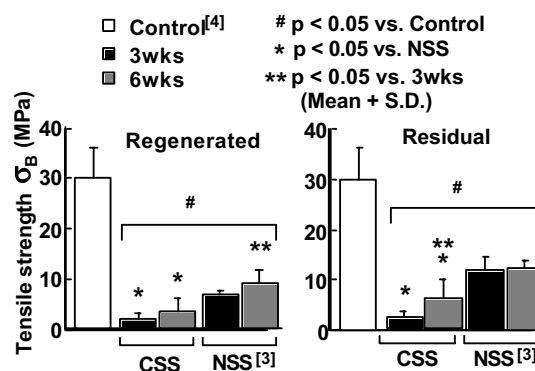 Control[4]
3wks
6wks
# p < 0.05 vs. Control
* p < 0.05 vs. NSS
** p < 0.05 vs. 3wks
(Mean + S.D.)
Tensile strength σB (MPa)
40
30
20
10
0
Regenerated
#
* * **
CSS NSS[3]
40
30
20
10
0
Residual
#
**
* *
CSS NSS[3]